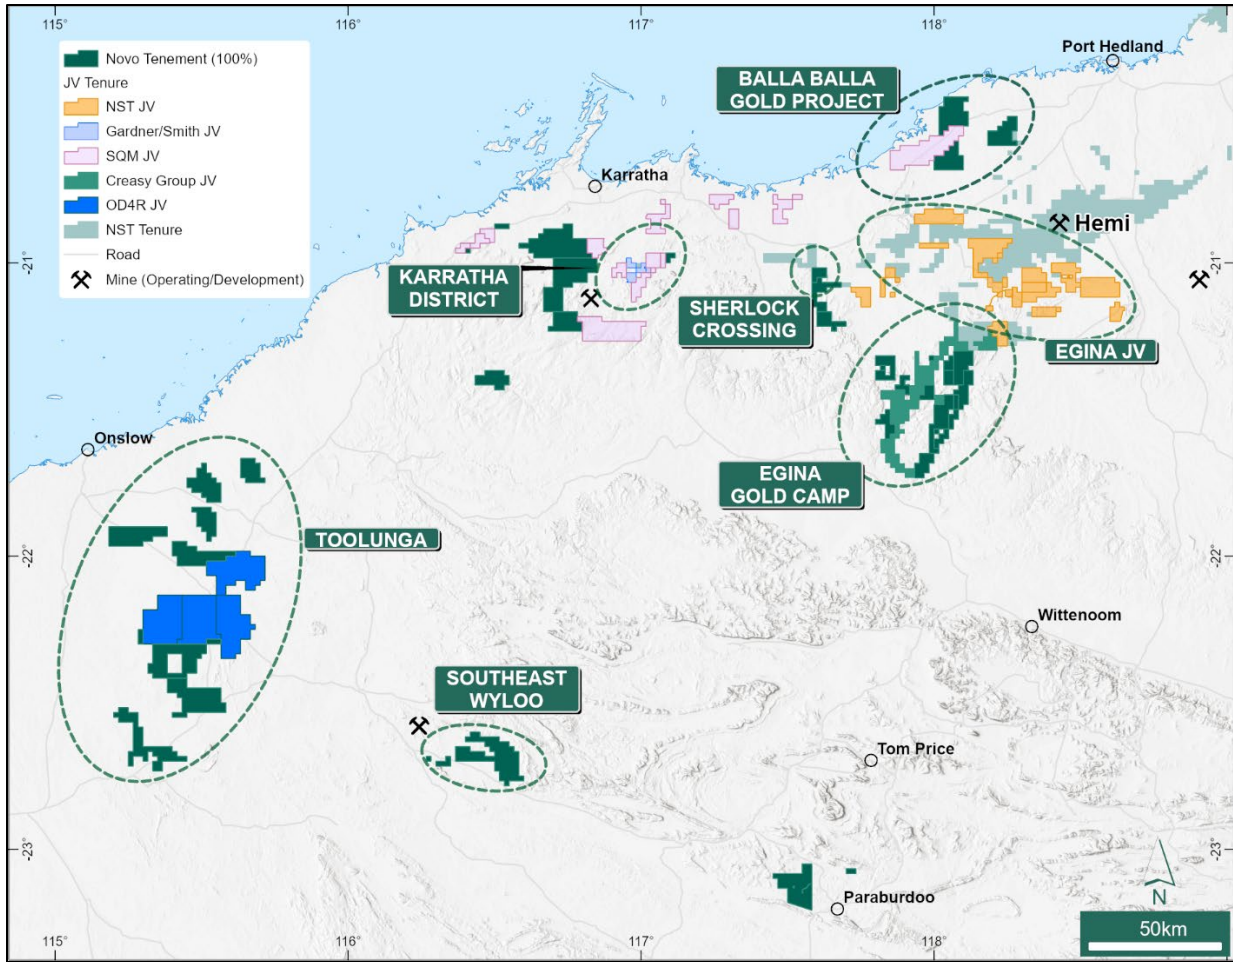 115°
116°
117°
118°
Novo Tenement (100%)
JV Tenure
NST JV
Gardner/Smith JV
SQM JV
Creasy Group JV
OD4R JV
NST Tenure
Road
Mine (Operating/Development)
Port Hedland
BALLA BALLA
GOLD PROJECT
Karratha
Hemi
-21°
-21°
KARRATHA
DISTRICT
SHERLOCK
CROSSING
EGINA JV
Onslow
EGINA
GOLD CAMP
TOOLUNGA
-22°
-22°
Wittenoom
SOUTHEAST
WYLOO
Tom Price
-23°
-23°
Paraburdoo
N
50km
115°
116°
117°
118°